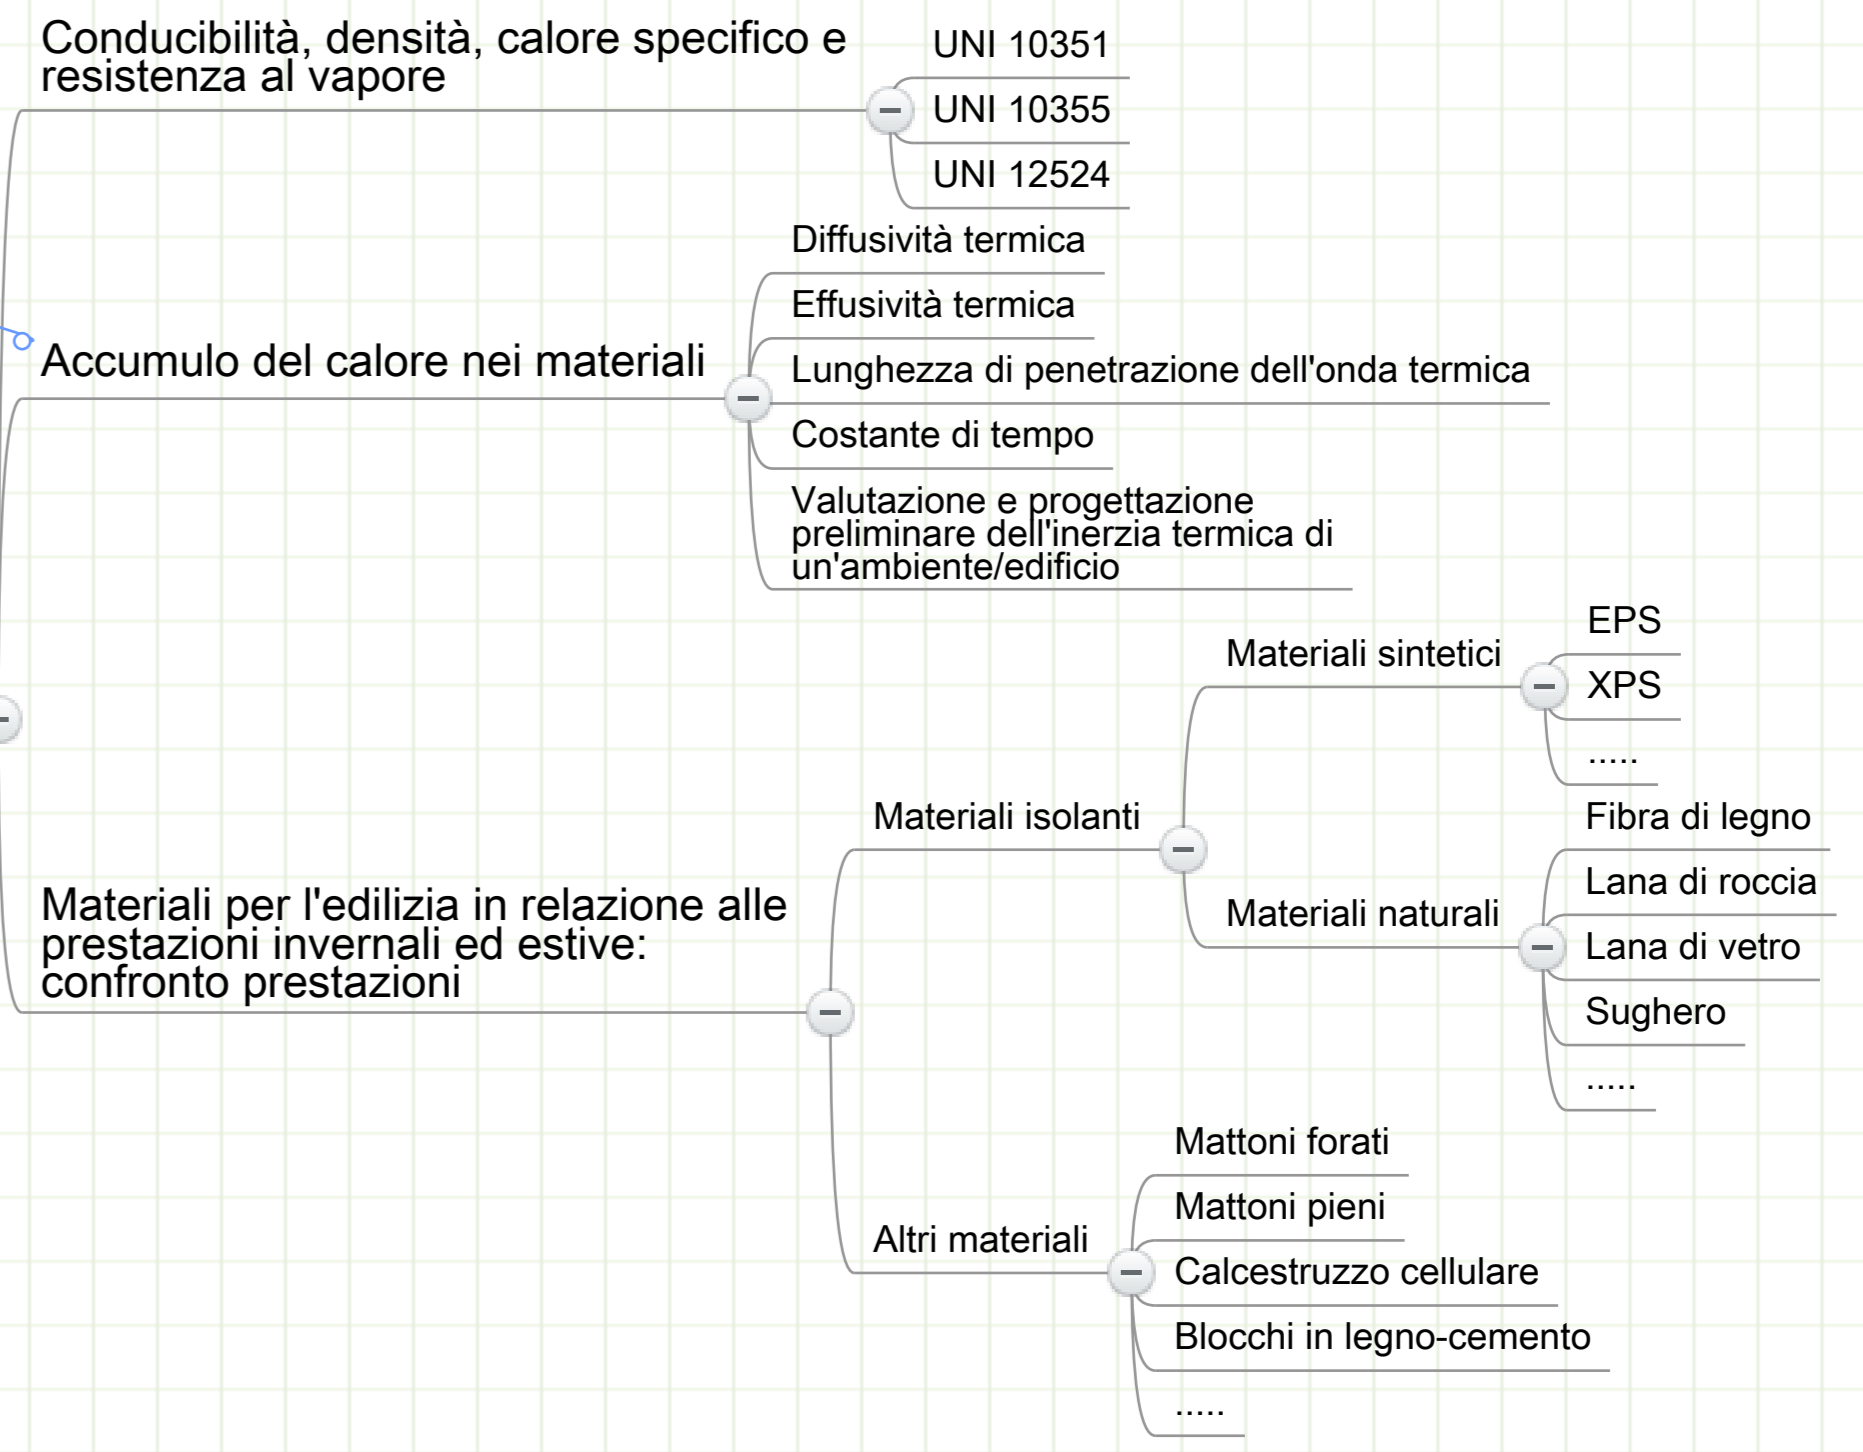 Conducibilità, densità, calore specifico e
resistenza al vapore
UNI 10351
UNI 10355
UNI 12524
Accumulo del calore nei materiali
Diffusività termica
Effusività termica
Lunghezza di penetrazione dell'onda termica
Costante di tempo
Valutazione e progettazione
preliminare dell'inerzia termica di
un'ambiente/edificio
Materiali per l'edilizia in relazione alle
prestazioni invernali ed estive:
confronto prestazioni
Materiali isolanti
Materiali sintetici
EPS
XPS
.....
Materiali naturali
Fibra di legno
Lana di roccia
Lana di vetro
Sughero
.....
Altri materiali
Mattoni forati
Mattoni pieni
Calcestruzzo cellulare
Blocchi in legno-cemento
.....